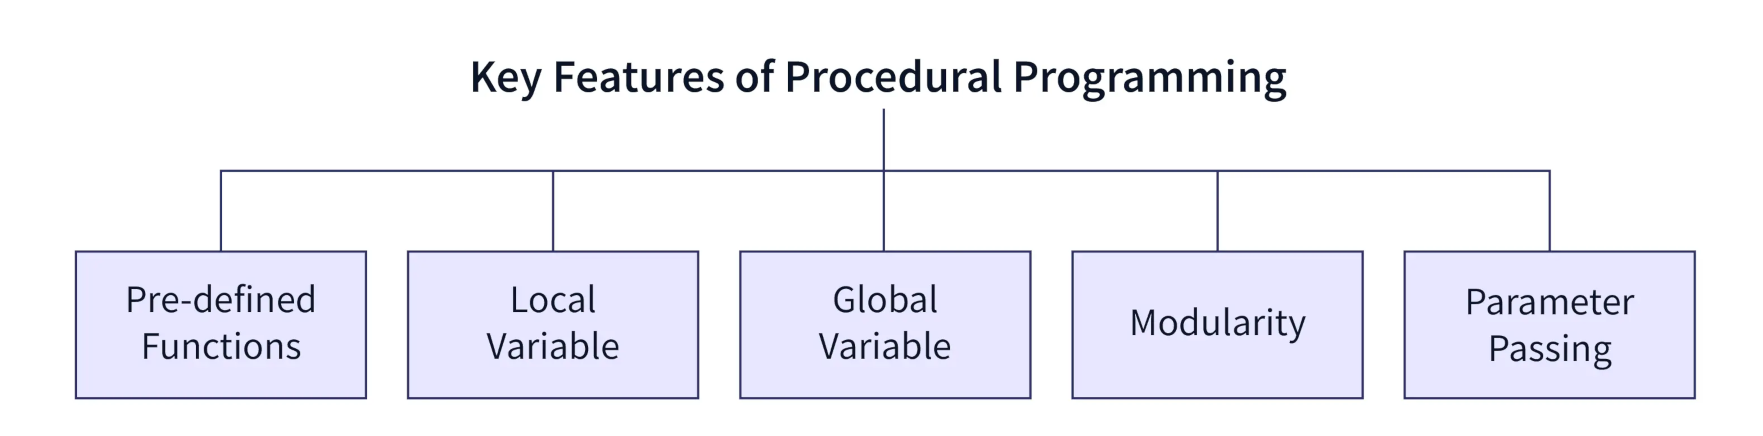 Key Features of Procedural Programming
Pre-defined
Functions
Local
Variable
Global
Variable
Modularity
Parameter
Passing